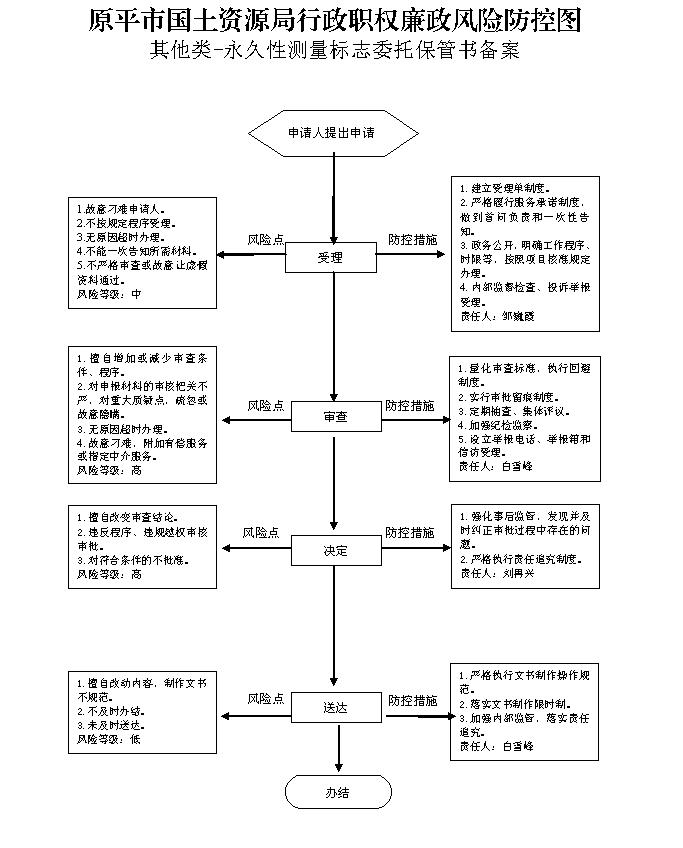 原平市国土资源局行政职权廉政风险防控图
其他类-永久性测量标志委托保管书备案
申请人提出申请
1.故意刁难申请人。
2.不按规定程序受理。
3.无原因超时办理。
4.不能一次告知所需材料。
5.不严格审查或故意让虚假
资料通过。
风险等级：中
风险点
受理
防控措施
1. 建立受理单制度。
2. 严格履行服务承诺制度，
做到首问负责和一次性告
知。
3. 政务公开，明确工作程序、
时限等，按照项目核准规定
办理。
4. 内部监督检查、投诉举报
受理。
责任人：邹巍霞
1. 擅自增加或减少审查条
件、程序。
2. 对申报材料的审核把关不
严，对重大质疑点，疏忽或
故意隐瞒。
3. 无原因超时办理。
4. 故意刁难，附加有偿服务
或指定中介服务。
风险等级：高
风险点
审查
防控措施
1. 量化审查标准，执行回避
制度。
2. 实行审批留痕制度。
3. 定期抽查、集体评议。
4. 加强纪检监察。
5. 设立举报电话、举报箱和
信访受理。
责任人：白雪峰
1. 擅自改变审查结论。
2. 违反程序、违规越权审核
审批。
3. 对符合条件的不批准。
风险等级：高
风险点
决定
防控措施
1. 强化事后监管，发现并及
时纠正审批过程中存在的问
题。
2. 严格执行责任追究制度。
责任人：刘再兴
1. 擅自改动内容，制作文书
不规范。
2. 不及时办结。
3. 未及时送达。
风险等级：低
风险点
送达
防控措施
1. 严格执行文书制作操作规
范。
2. 落实文书制作限时制。
3. 加强内部监管，落实责任
追究。
责任人：白雪峰
办结